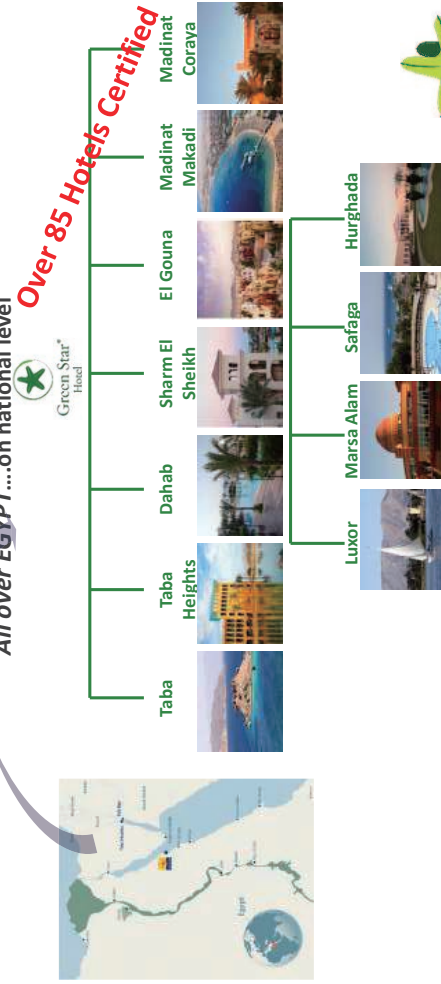 All over EGYPT....on national level
Green Star®
Hotel
Over 85 Hotels Certified
Taba
Taba
Heights
Dahab
Sharm El
Sheikh
El Gouna
Madinat
Makadi
Madinat
Coraya
Luxor
Marsa Alam
Safaga
Hurghada
Egypt